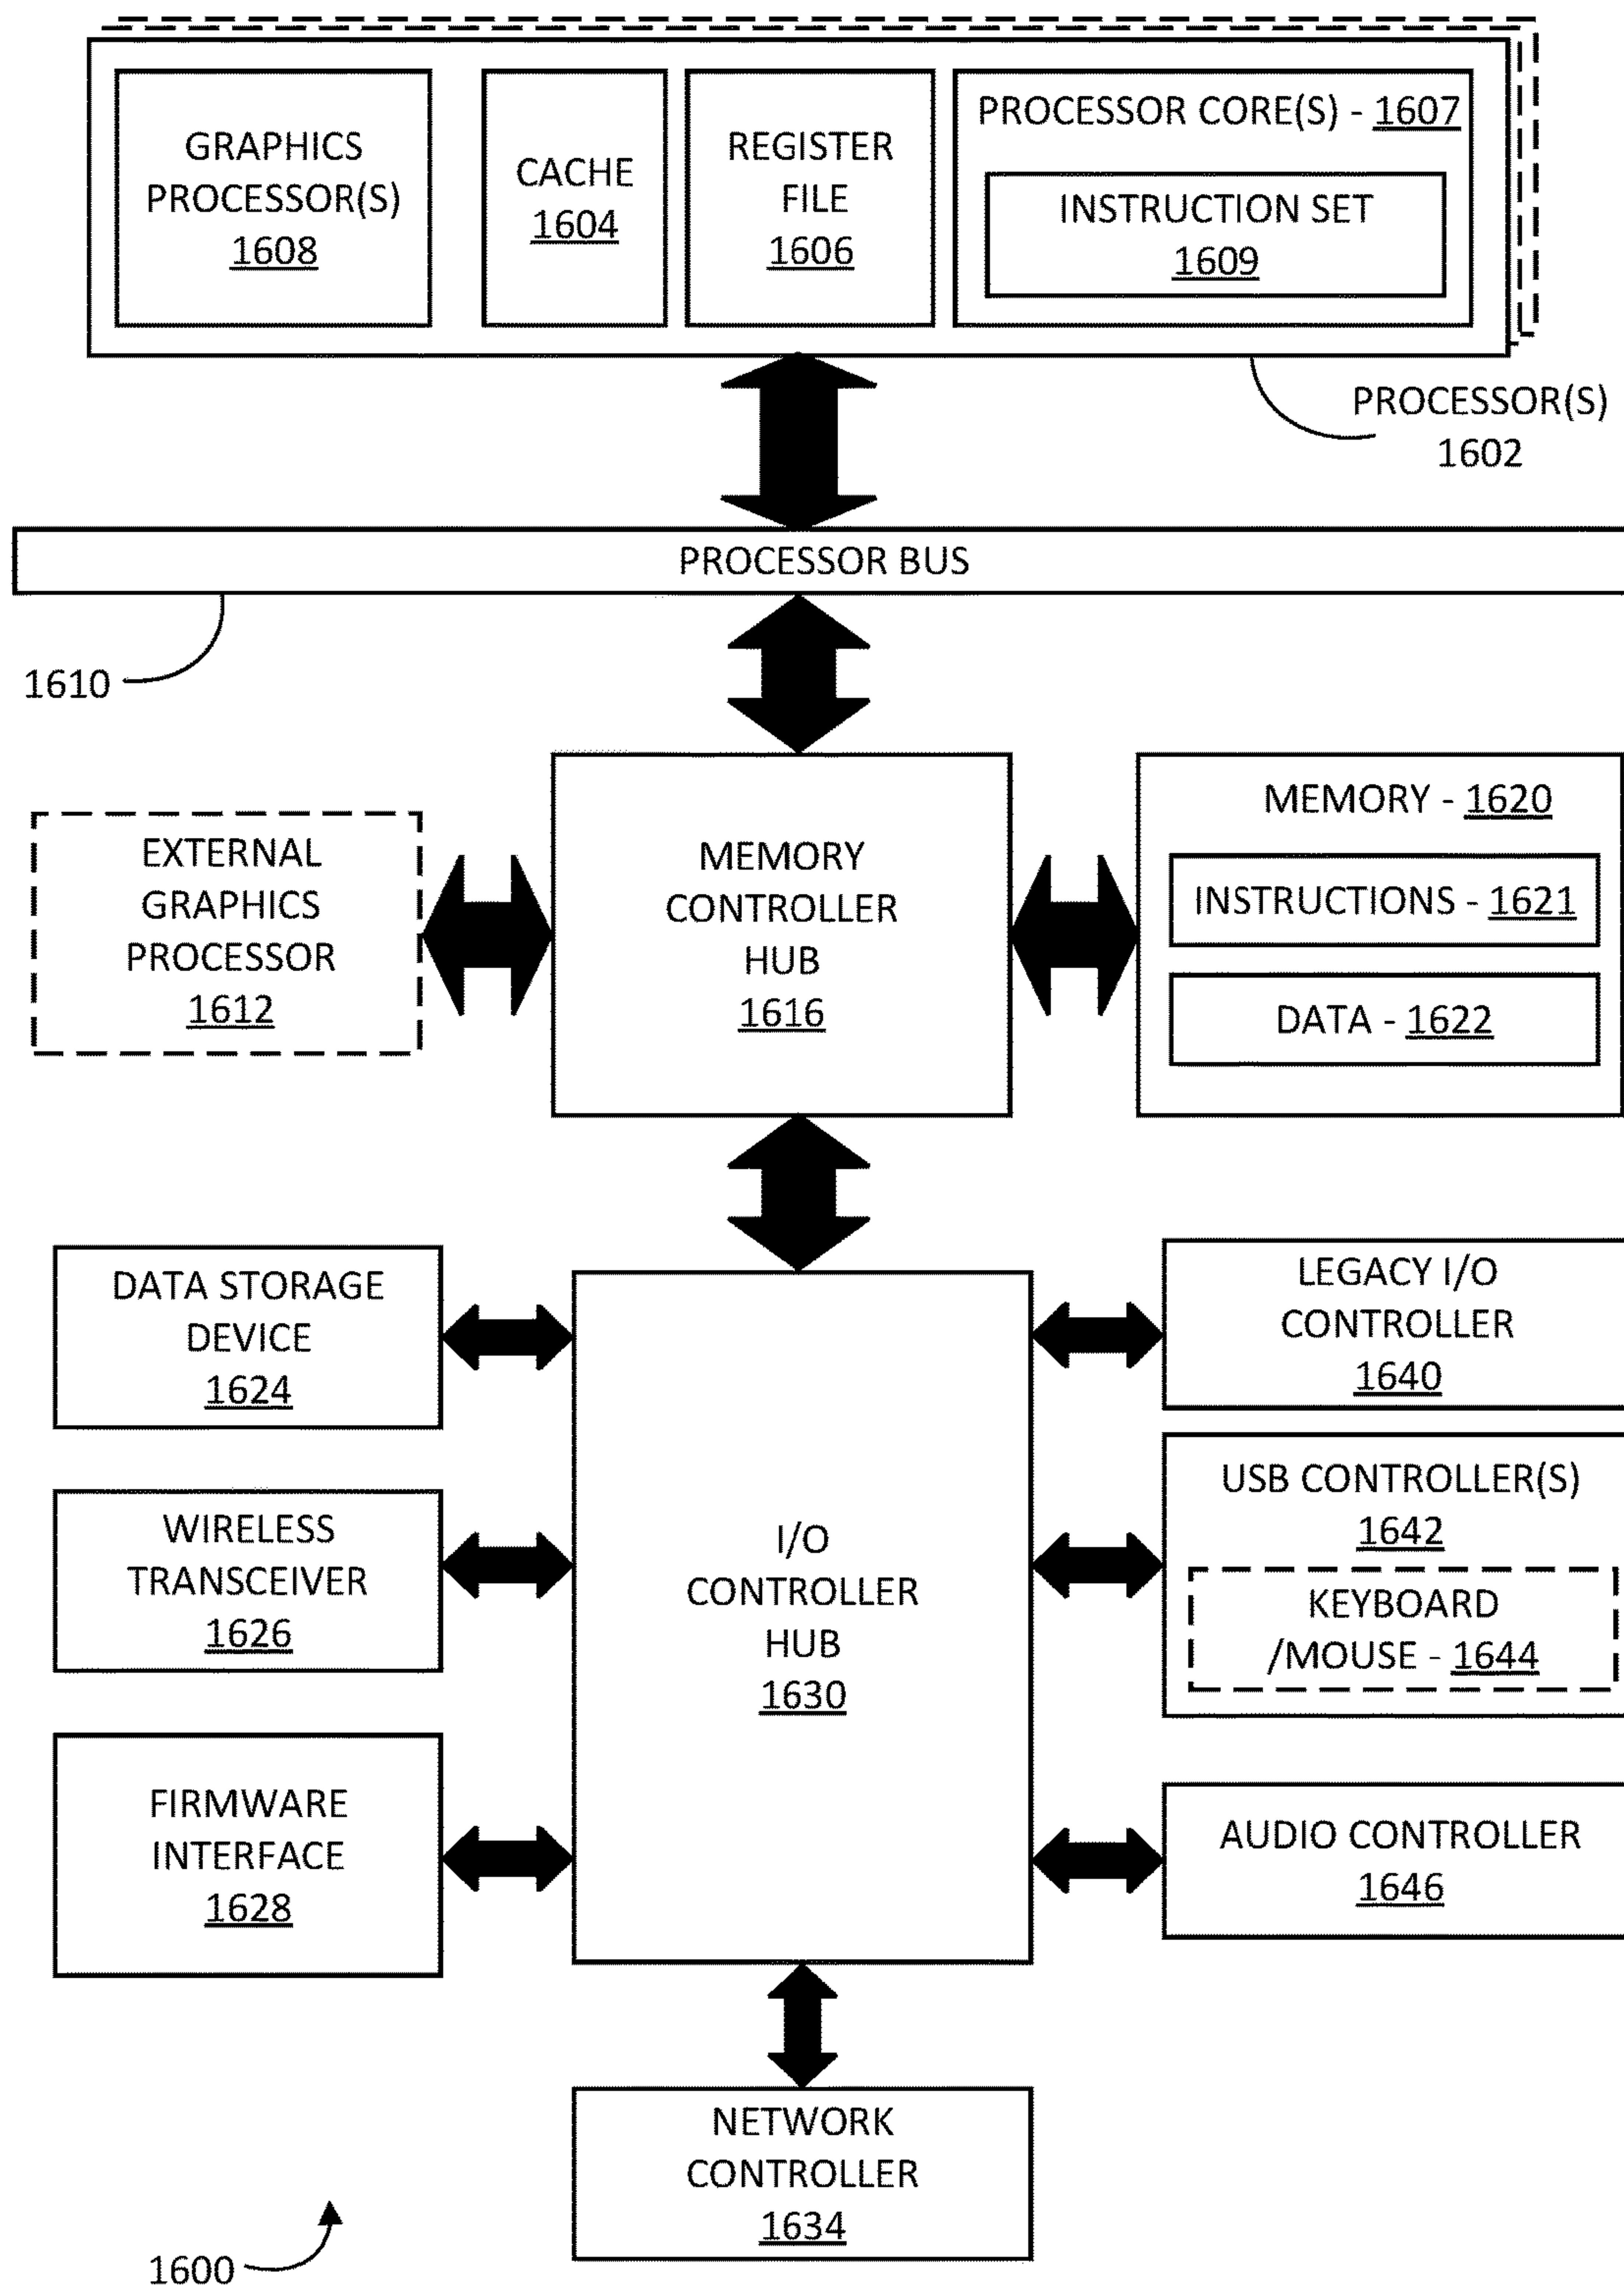 GRAPHICS
PROCESSOR(S)
1608
CACHE
1604
REGISTER
FILE
1606
PROCESSOR CORE(S) - 1607
INSTRUCTION SET
1609
PROCESSOR(S)
1602
PROCESSOR BUS
1610
EXTERNAL
GRAPHICS
PROCESSOR
1612
MEMORY
CONTROLLER
HUB
1616
MEMORY - 1620
INSTRUCTIONS - 1621
DATA - 1622
DATA STORAGE
DEVICE
1624
WIRELESS
TRANSCEIVER
1626
FIRMWARE
INTERFACE
1628
I/O
CONTROLLER
HUB
1630
LEGACY I/O
CONTROLLER
1640
USB CONTROLLER(S)
1642
KEYBOARD
/MOUSE - 1644
AUDIO CONTROLLER
1646
NETWORK
CONTROLLER
1634
1600